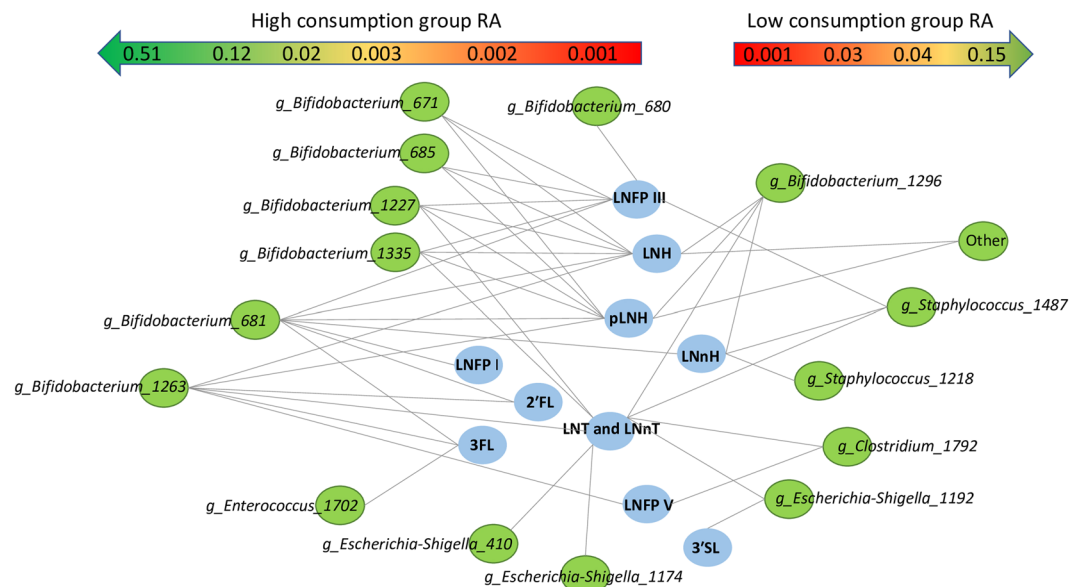 High consumption group RA
Low consumption group RA
0.51 0.12 0.02 0.003 0.002 0.001
0.001 0.03 0.04 0.15
g_Bifidobacterium_671
g_Bifidobacterium_680
g_Bifidobacterium_685
g_Bifidobacterium_1296
LNFP III
g_Bifidobacterium_1227
Other
g_Bifidobacterium_1335
LNH
g_Staphylococcus_1487
g_Bifidobacterium_681
pLNH
LNnH
LNFP I
g_Staphylococcus_1218
g_Bifidobacterium_1263
2'FL
LNT and LNnT
3FL
g_Clostridium_1792
g_Escherichia-Shigella_1192
g_Enterococcus_1702
LNFP V
g_Escherichia-Shigella_410
3'SL
g_Escherichia-Shigella_1174